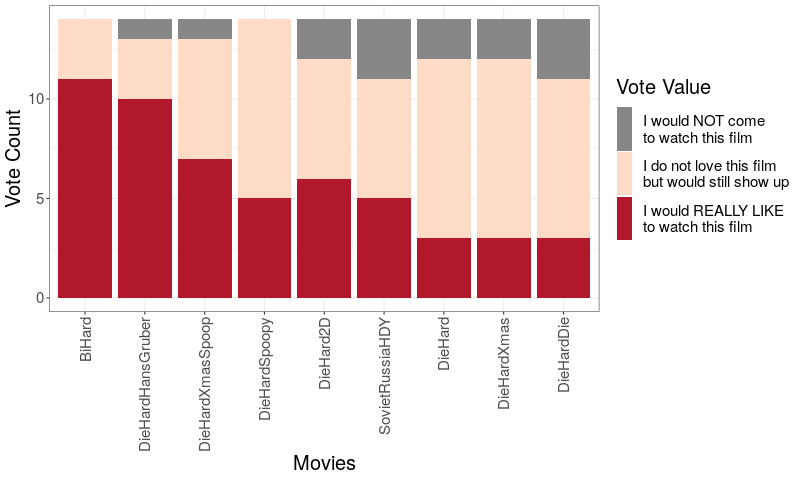 Vote Count
10
5
0
BiHard
DieHardHansGruber
DieHardXmasSpoop
DieHardSpoopy
DieHard2D
SovietRussiaHDY
DieHard
DieHardXmas
DieHardDie
Movies
Vote Value
I would NOT come
to watch this film
I do not love this film
but would still show up
I would REALLY LIKE
to watch this film